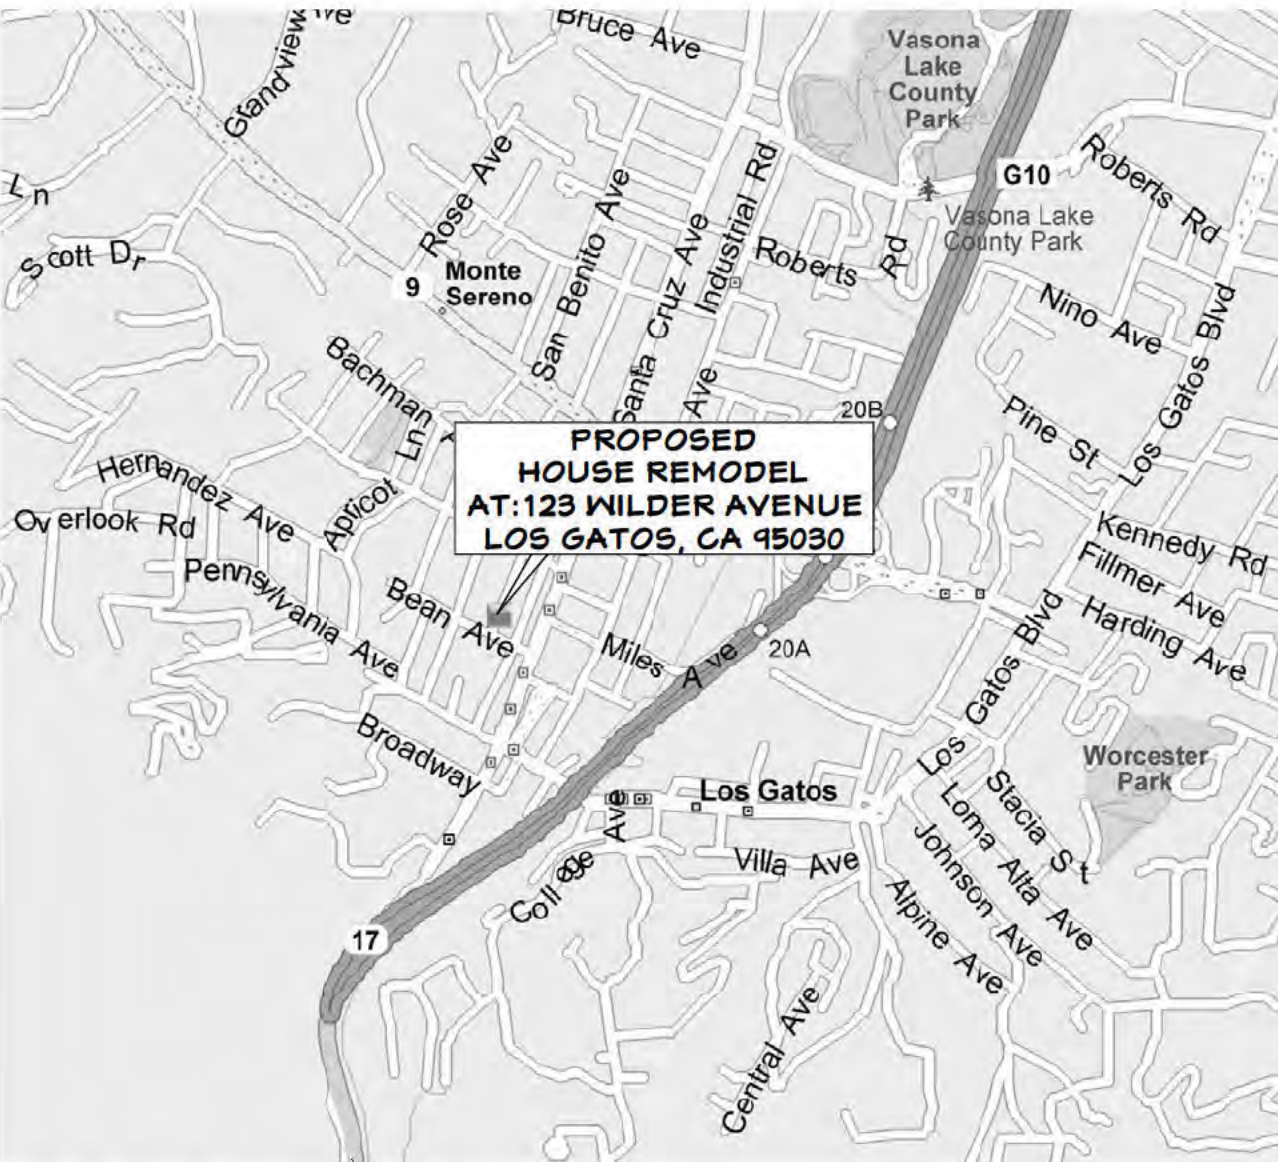 Grandview Ave
Bruce Ave
Vasona
Lake
County
Park
G10
Roberts Rd
Ln
Rose Ave
San Benito Ave
Santa Cruz Ave
Industrial Rd
Roberts Rd
Vasona Lake
County Park
Scott Dr
9
Monte
Sereno
Nino Ave
Los Gatos Blvd
Bachman
Ave
20B
Pine St
Ln
PROPOSED
HOUSE REMODEL
AT:123 WILDER AVENUE
LOS GATOS, CA 95030
Hernandez Ave
Overlook Rd
Apricot
Kennedy Rd
Pennsylvania Ave
Bean Ave
Fillmer Ave
Harding Ave
Miles Ave
20A
Los Gatos Blvd
Broadway
Worcester
Park
Los Gatos
Stacia St
Loma Alta Ave
College Ave
Villa Ave
Johnson Ave
Alpine Ave
17
Central Ave